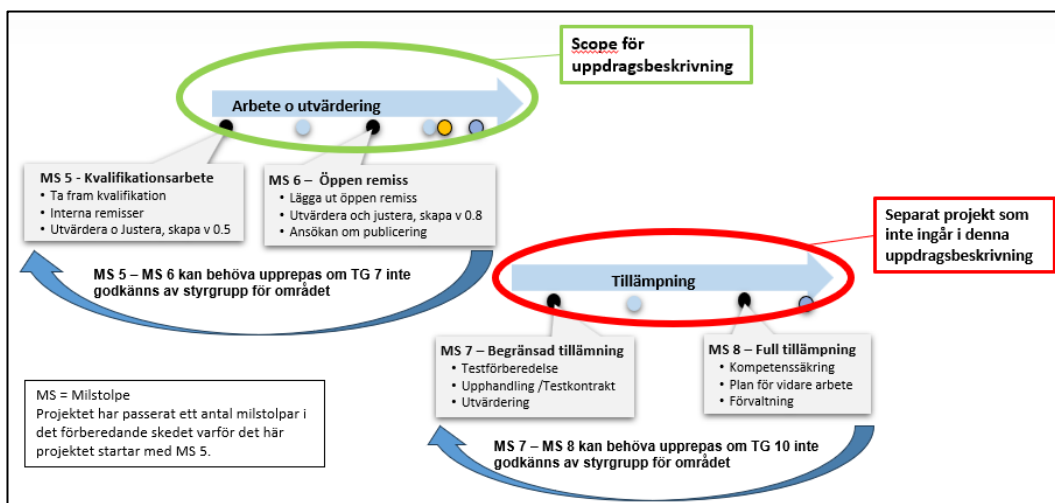 Scope för
uppdragsbeskrivning
Arbete o utvärdering
MS 5 - Kvalifikationsarbete
• Ta fram kvalifikation
• Interna remisser
• Utvärdera o Justera, skapa v 0.5
MS 6 – Öppen remiss
• Lägga ut öppen remiss
• Utvärdera och justera, skapa v 0.8
• Ansökan om publicering
MS 5 – MS 6 kan behöva upprepas om TG 7 inte
godkänns av styrgrupp för området
Separat projekt som
inte ingår i denna
uppdragsbeskrivning
Tillämpning
MS 7 – Begränsad tillämning
• Testförberedelse
• Upphandling /Testkontrakt
• Utvärdering
MS 8 – Full tillämpning
• Kompetenssäkring
• Plan för vidare arbete
• Förvaltning
MS = Milstolpe
Projektet har passerat ett antal milstolpar i
det förberedande skedet varför det här
projektet startar med MS 5.
MS 7 – MS 8 kan behöva upprepas om TG 10 inte
godkänns av styrgrupp för området